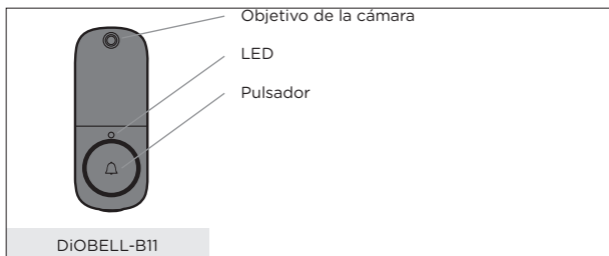 Objetivo de la cámara
LED
Pulsador
DiOBELL-B11